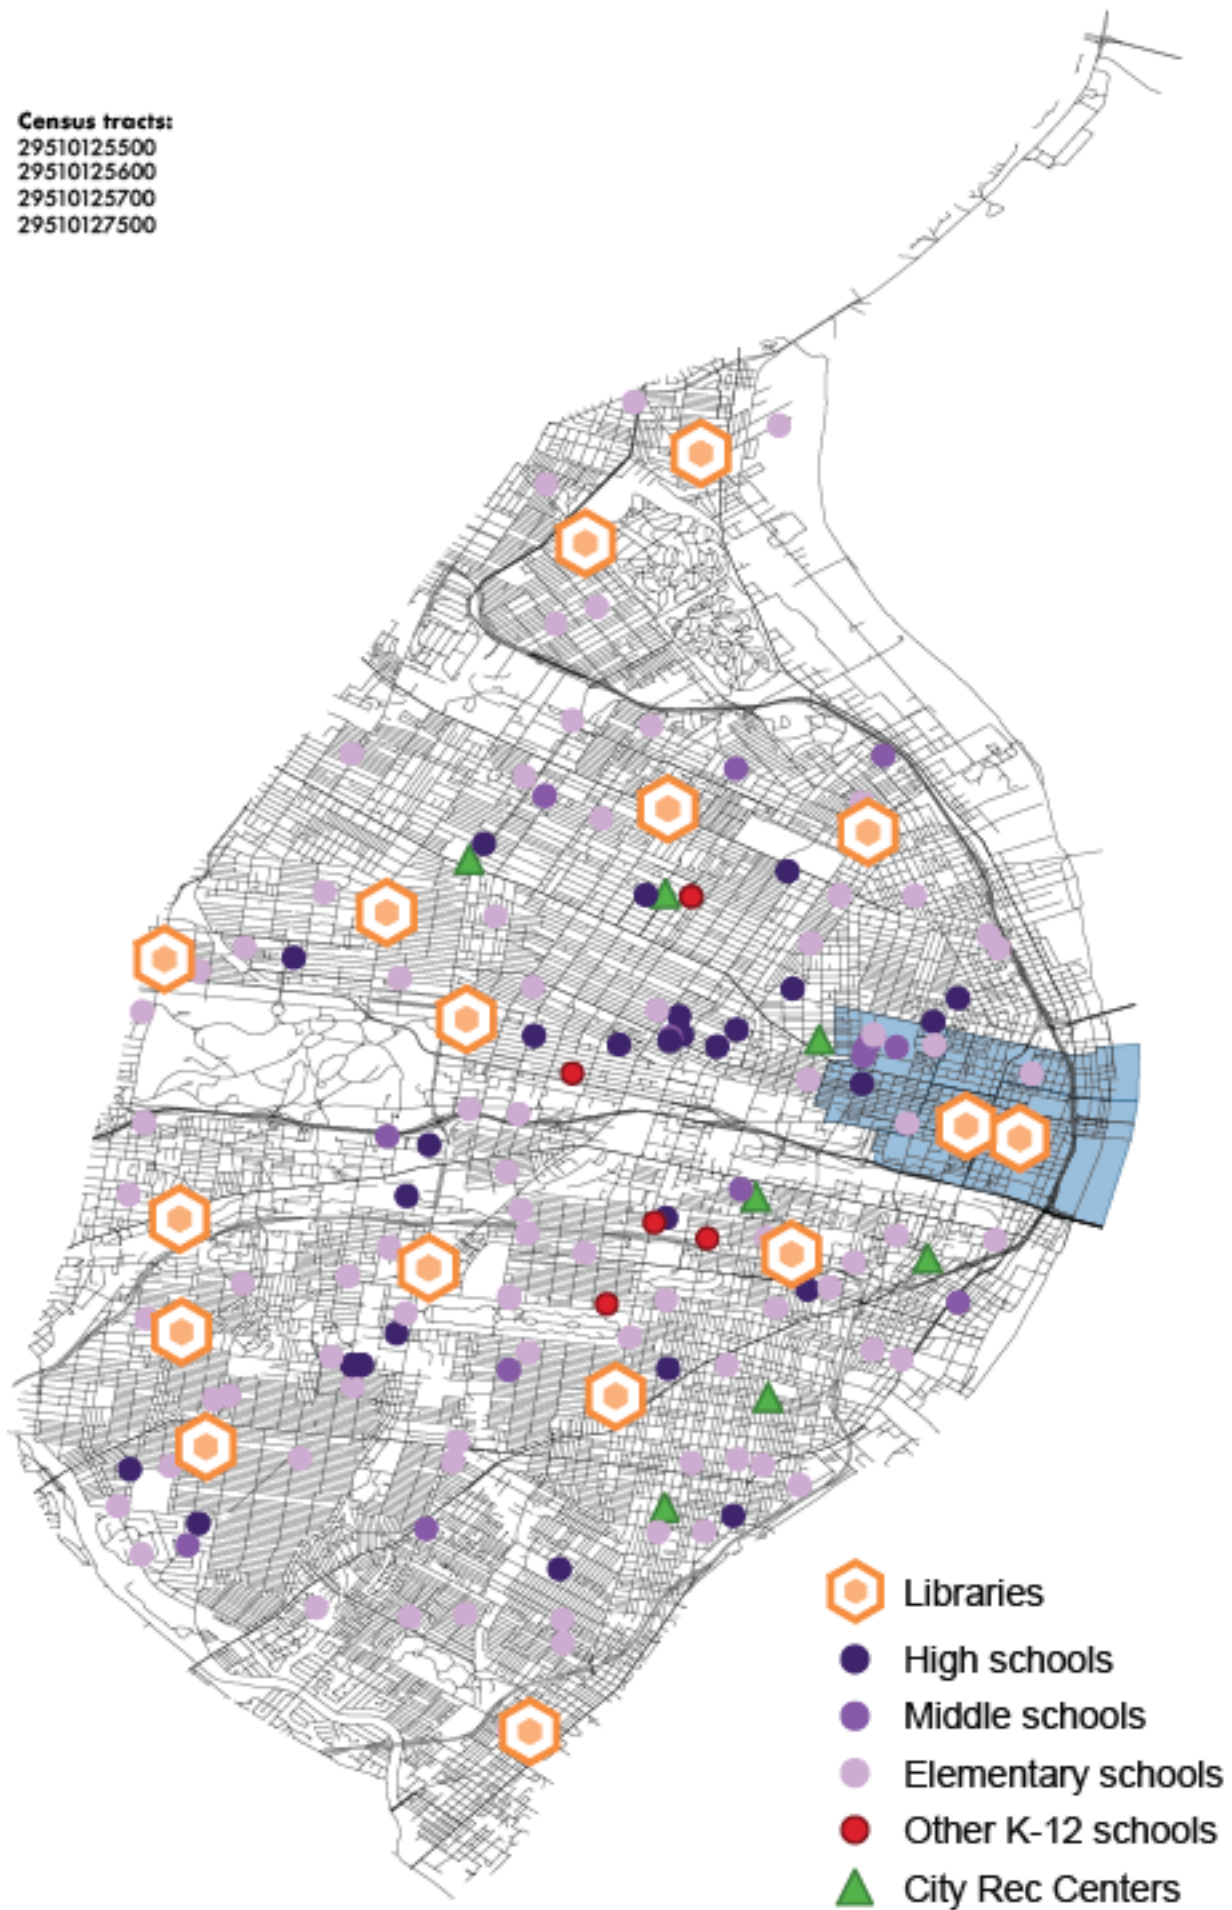 Census tracts:
29510125500
29510125600
29510125700
29510127500
Libraries
High schools
Middle schools
Elementary schools
Other K-12 schools
City Rec Centers